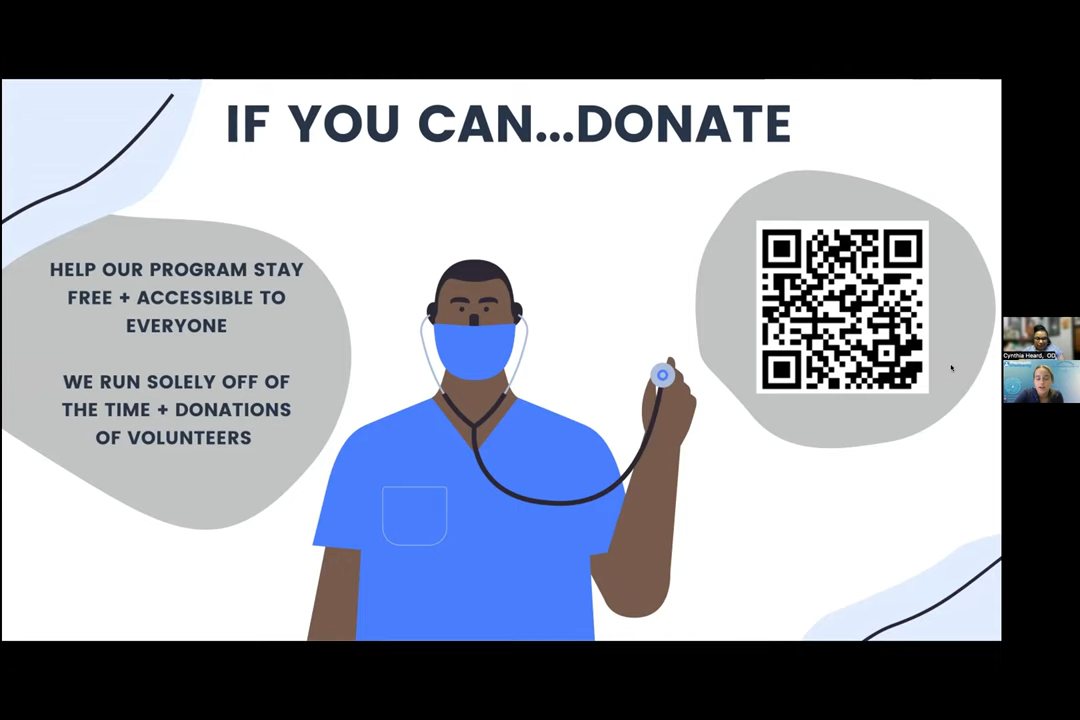 IF YOU CAN...DONATE
HELP OUR PROGRAM STAY
FREE + ACCESSIBLE TO
EVERYONE
WE RUN SOLELY OFF OF
THE TIME + DONATIONS
OF VOLUNTEERS
Cynthia Heard, OD